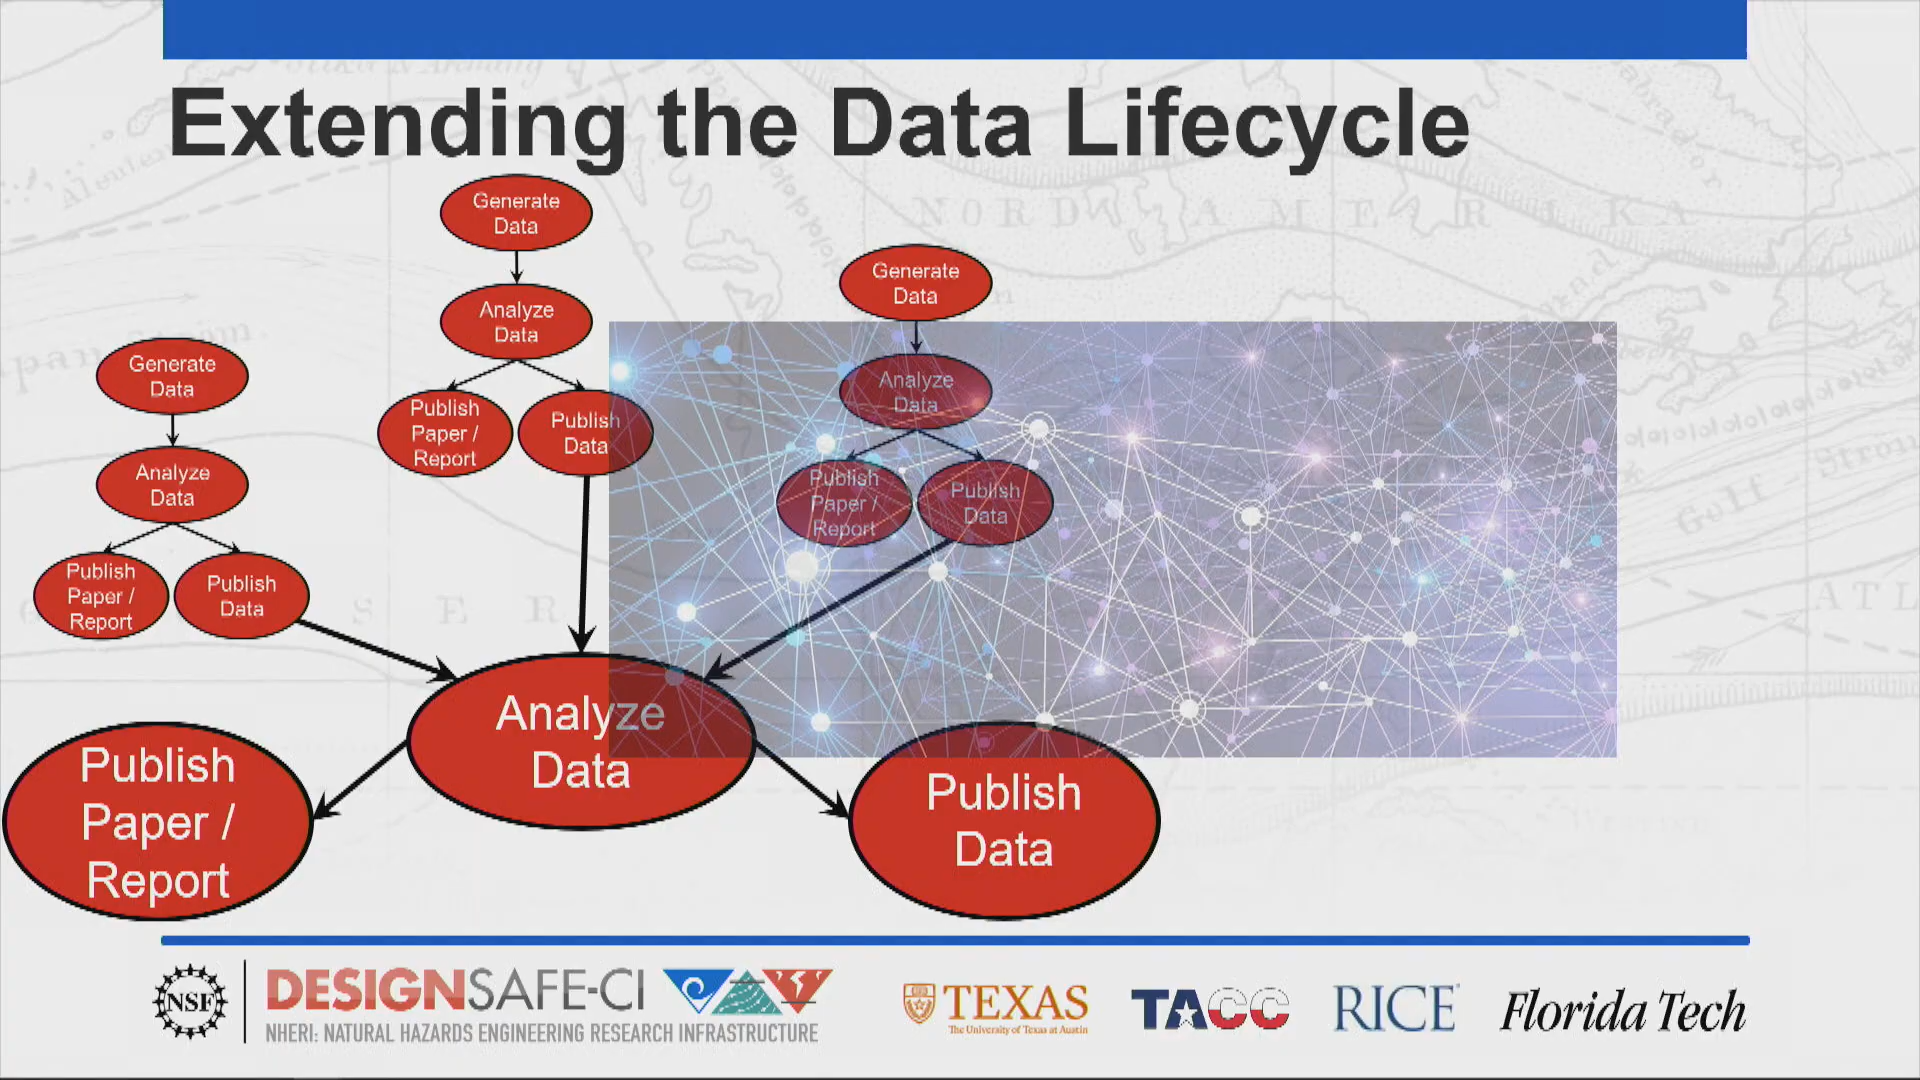 Extending the Data Lifecycle
Generate
Data
Analyze
Data
Publish
Paper /
Report
Publish
Data
Generate
Data
Analyze
Data
Publish
Paper /
Report
Publish
Data
Generate
Data
Analyze
Data
Publish
Paper /
Report
Publish
Data
Analyze
Data
Publish
Paper /
Report
Publish
Data
NORD AMERIKA
NSF
DESIGNSAFE-CI
NHERI: NATURAL HAZARDS ENGINEERING RESEARCH INFRASTRUCTURE
TEXAS
The University of Texas at Austin
TACC
RICE
Florida Tech